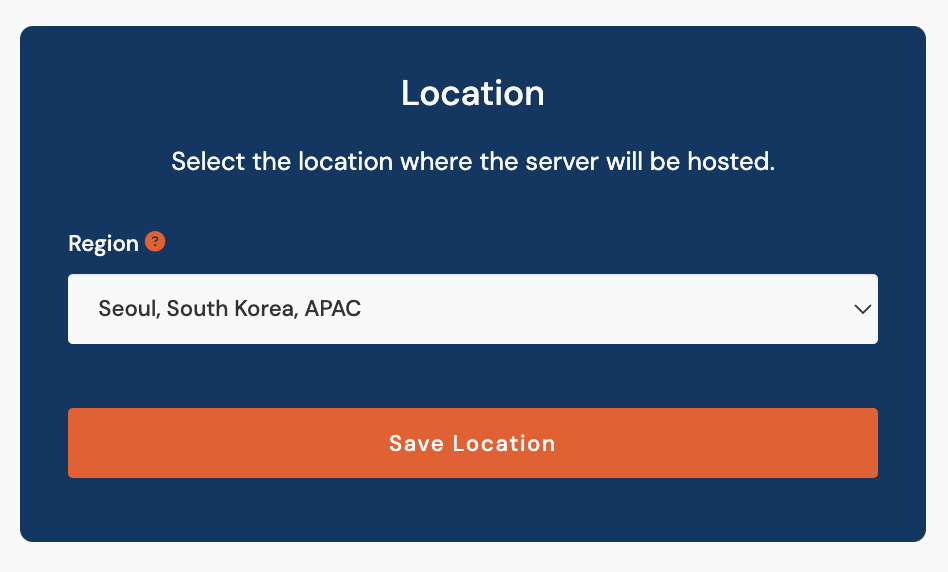 Location
Select the location where the server will be hosted.
Region ?
Seoul, South Korea, APAC
Save Location